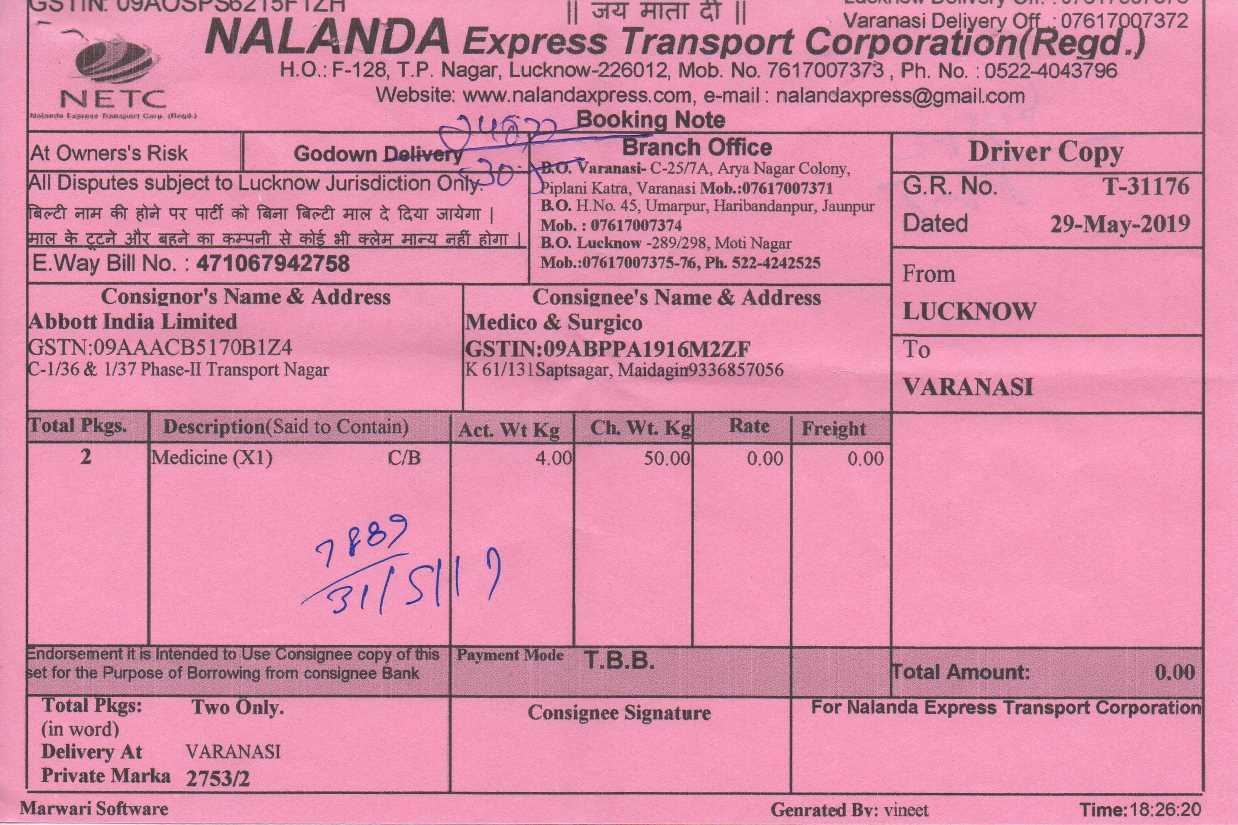 GSTIN: 09AOSPS6215F1ZH
|| जय माता दी ||
Varanasi Delivery Off. : 07617007372
NALANDA Express Transport Corporation(Regd.)
H.O.: F-128, T.P. Nagar, Lucknow-226012, Mob. No. 7617007373 , Ph. No. : 0522-4043796
NETC
Website: www.nalandaxpress.com, e-mail : nalandaxpress@gmail.com
Nalanda Express Transport Corp. (Regd.)
Booking Note
At Owners's Risk
Godown Delivery
All Disputes subject to Lucknow Jurisdiction Only.
बिल्टी नाम की होने पर पार्टी को बिना बिल्टी माल दे दिया जायेगा |
माल के टूटने और बहने का कम्पनी से कोई भी क्लेम मान्य नहीं होगा |
E.Way Bill No. : 471067942758
Branch Office
B.O. Varanasi- C-25/7A, Arya Nagar Colony,
Piplani Katra, Varanasi Mob.:07617007371
B.O. H.No. 45, Umarpur, Haribandanpur, Jaunpur
Mob. : 07617007374
B.O. Lucknow -289/298, Moti Nagar
Mob.:07617007375-76, Ph. 522-4242525
Driver Copy
G.R. No. T-31176
Dated 29-May-2019
From
LUCKNOW
To
VARANASI
Consignor's Name & Address
Abbott India Limited
GSTN:09AAACB5170B1Z4
C-1/36 & 1/37 Phase-II Transport Nagar
Consignee's Name & Address
Medico & Surgico
GSTIN:09ABPPA1916M2ZF
K 61/131Saptsagar, Maidagin9336857056
Total Pkgs. Description(Said to Contain) Act. Wt Kg Ch. Wt. Kg Rate Freight
2 Medicine (X1) C/B 4.00 50.00 0.00 0.00
7889
31/5/19
Endorsement it is Intended to Use Consignee copy of this
set for the Purpose of Borrowing from consignee Bank
Payment Mode T.B.B.
Total Amount: 0.00
Total Pkgs: Two Only.
(in word)
Delivery At VARANASI
Private Marka 2753/2
Consignee Signature
For Nalanda Express Transport Corporation
Marwari Software
Genrated By: vineet
Time:18:26:20